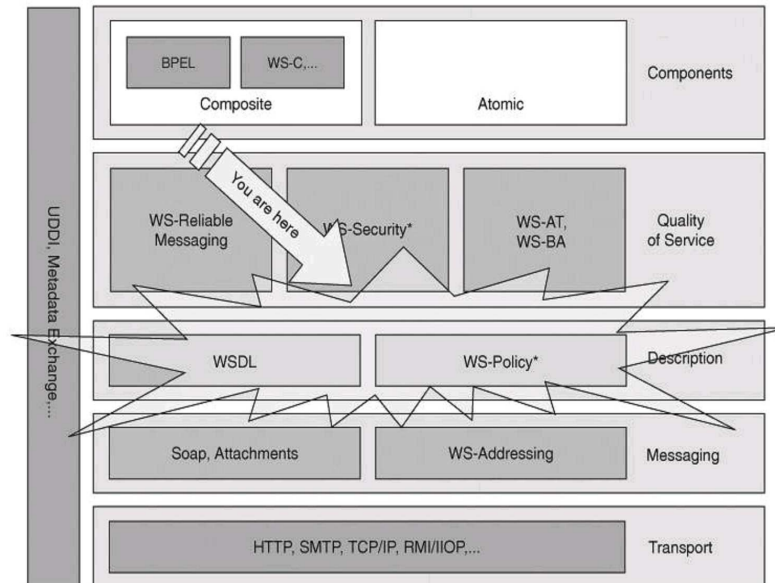 BPEL
WS-C,...
Composite
Atomic
Components
You are here
WS-Reliable
Messaging
WS-Security*
WS-AT,
WS-BA
Quality
of Service
UDDI, Metadata Exchange,...
WSDL
WS-Policy*
Description
Soap, Attachments
WS-Addressing
Messaging
HTTP, SMTP, TCP/IP, RMI/IIOP,...
Transport